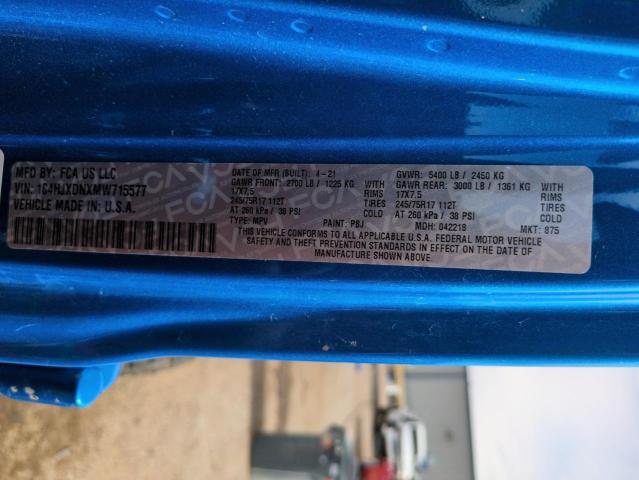 MFD BY: FCA US LLC
DATE OF MFR (BUILT): 4-21
GVWR: 5400 LB / 2450 KG
VIN: 1C4HJXDNXMW715577
GAWR FRONT: 2700 LB / 1225 KG
GAWR REAR: 3000 LB / 1361 KG
VEHICLE MADE IN: U.S.A.
17X7.5 RIMS 17X7.5 RIMS
245/75R17 112T TIRES 245/75R17 112T TIRES
AT 260 kPa / 38 PSI COLD AT 260 kPa / 38 PSI COLD
TYPE: MPV PAINT: PBJ MDH: 042218 MKT: 875
THIS VEHICLE CONFORMS TO ALL APPLICABLE U.S.A. FEDERAL MOTOR VEHICLE
SAFETY AND THEFT PREVENTION STANDARDS IN EFFECT ON THE DATE OF
MANUFACTURE SHOWN ABOVE.